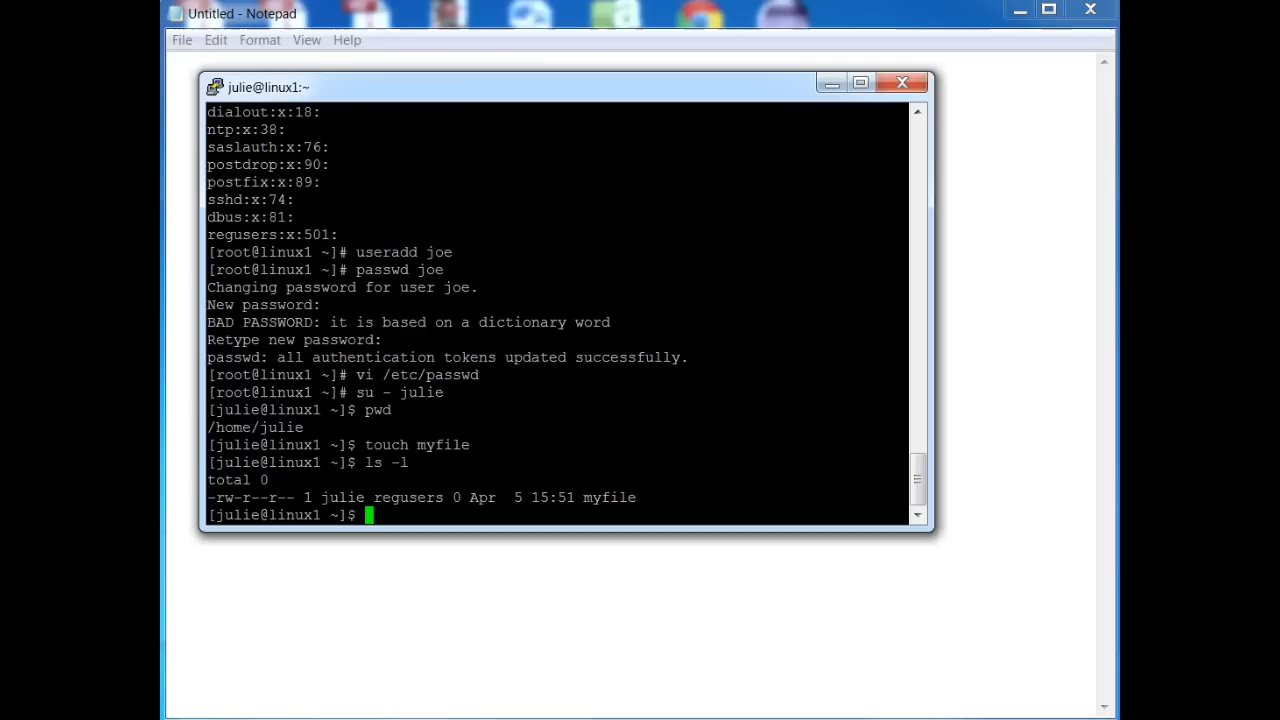 Untitled - Notepad
File Edit Format View Help
julie@linux1:~
dialout:x:18:
ntp:x:38:
saslauth:x:76:
postdrop:x:90:
postfix:x:89:
sshd:x:74:
dbus:x:81:
regusers:x:501:
[root@linux1 ~]# useradd joe
[root@linux1 ~]# passwd joe
Changing password for user joe.
New password:
BAD PASSWORD: it is based on a dictionary word
Retype new password:
passwd: all authentication tokens updated successfully.
[root@linux1 ~]# vi /etc/passwd
[root@linux1 ~]# su - julie
[julie@linux1 ~]$ pwd
/home/julie
[julie@linux1 ~]$ touch myfile
[julie@linux1 ~]$ ls -l
total 0
-rw-r--r-- 1 julie regusers 0 Apr  5 15:51 myfile
[julie@linux1 ~]$